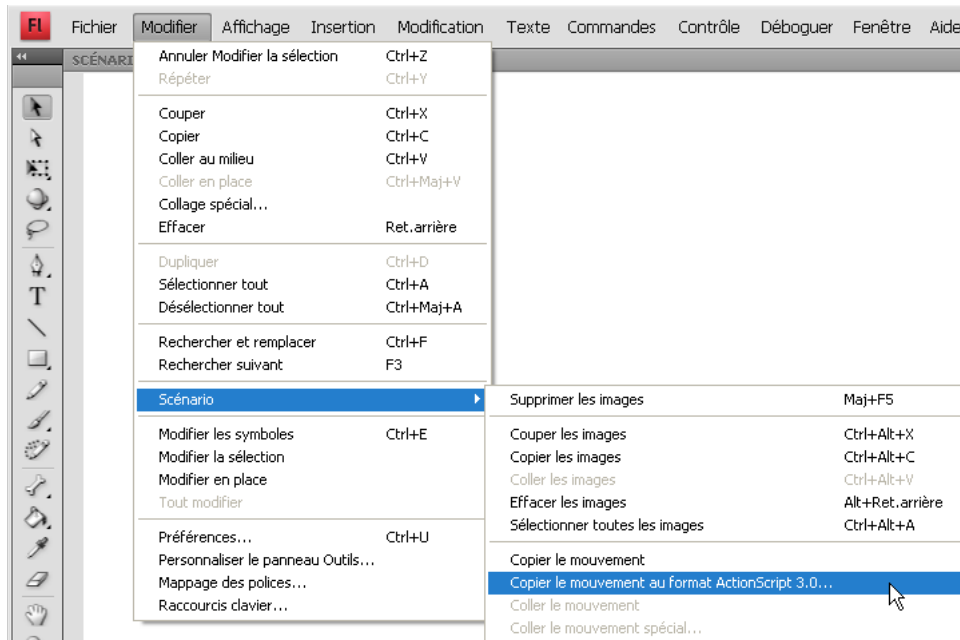 Fl Fichier Modifier Affichage Insertion Modification Texte Commandes Contrôle Déboguer Fenêtre Aide
SCÉNARI
Annuler Modifier la sélection Ctrl+Z
Répéter Ctrl+Y
Couper Ctrl+X
Copier Ctrl+C
Coller au milieu Ctrl+V
Coller en place Ctrl+Maj+V
Collage spécial...
Effacer Ret.arrière
Dupliquer Ctrl+D
Sélectionner tout Ctrl+A
Désélectionner tout Ctrl+Maj+A
Rechercher et remplacer Ctrl+F
Rechercher suivant F3
Scénario
Modifier les symboles Ctrl+E
Modifier la sélection
Modifier en place
Tout modifier
Préférences... Ctrl+U
Personnaliser le panneau Outils...
Mappage des polices...
Raccourcis clavier...
Supprimer les images Maj+F5
Couper les images Ctrl+Alt+X
Copier les images Ctrl+Alt+C
Coller les images Ctrl+Alt+V
Effacer les images Alt+Ret.arrière
Sélectionner toutes les images Ctrl+Alt+A
Copier le mouvement
Copier le mouvement au format ActionScript 3.0...
Coller le mouvement
Coller le mouvement spécial...